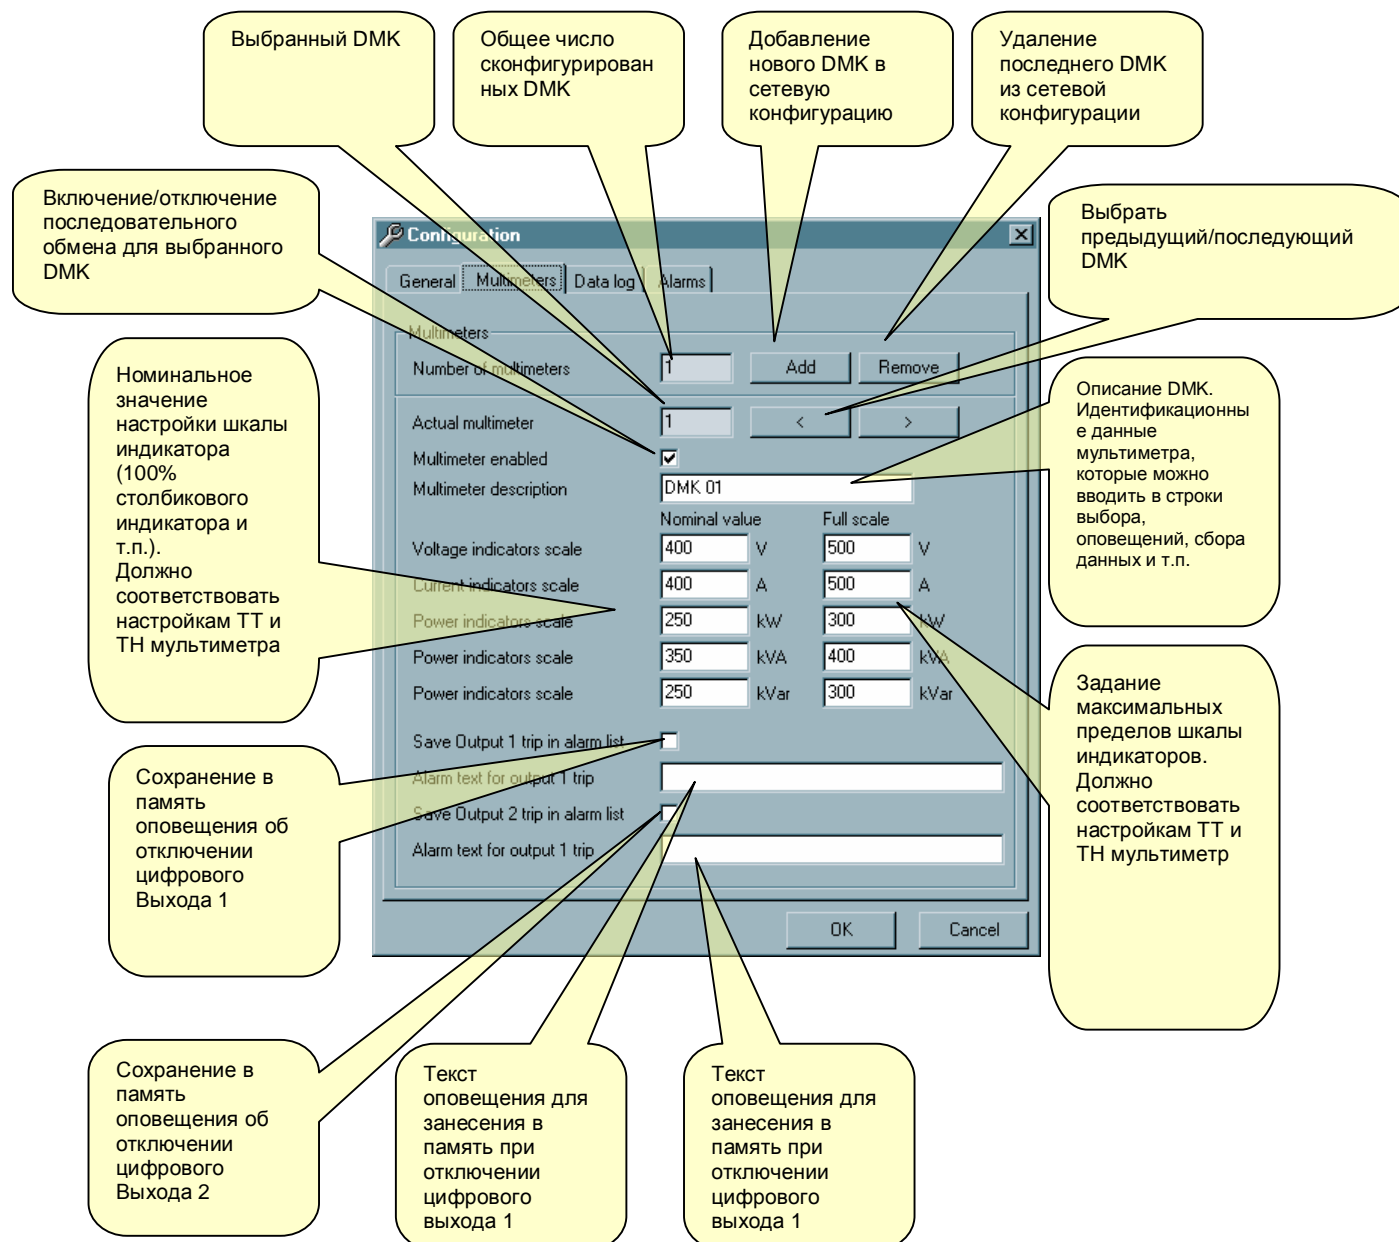 Выбранный DMK
Общее число
сконфигурирован
ных DMK
Добавление
нового DMK в
сетевую
конфигурацию
Удаление
последнего DMK
из сетевой
конфигурации
Включение/отключение
последовательного
обмена для выбранного
DMK
Выбрать
предыдущий/последующий
DMK
Configuration
General Multimeters Data log Alarms
Multimeters
Number of multimeters 1 Add Remove
Actual multimeter 1 < >
Multimeter enabled
Multimeter description DMK 01
Nominal value Full scale
Voltage indicators scale 400 V 500 V
Current indicators scale 400 A 500 A
Power indicators scale 250 kW 300 kW
Power indicators scale 350 kVA 400 kVA
Power indicators scale 250 kVar 300 kVar
Save Output 1 trip in alarm list
Alarm text for output 1 trip
Save Output 2 trip in alarm list
Alarm text for output 1 trip
OK Cancel
Номинальное
значение
настройки шкалы
индикатора
(100%
столбикового
индикатора и
т.п.).
Должно
соответствовать
настройкам ТТ и
ТН мультиметра
Описание DMK.
Идентификационны
е данные
мультиметра,
которые можно
вводить в строки
выбора,
оповещений, сбора
данных и т.п.
Задание
максимальных
пределов шкалы
индикаторов.
Должно
соответствовать
настройкам ТТ и
ТН мультиметр
Сохранение в
память
оповещения об
отключении
цифрового
Выхода 1
Сохранение в
память
оповещения об
отключении
цифрового
Выхода 2
Текст
оповещения для
занесения в
память при
отключении
цифрового
выхода 1
Текст
оповещения для
занесения в
память при
отключении
цифрового
выхода 1